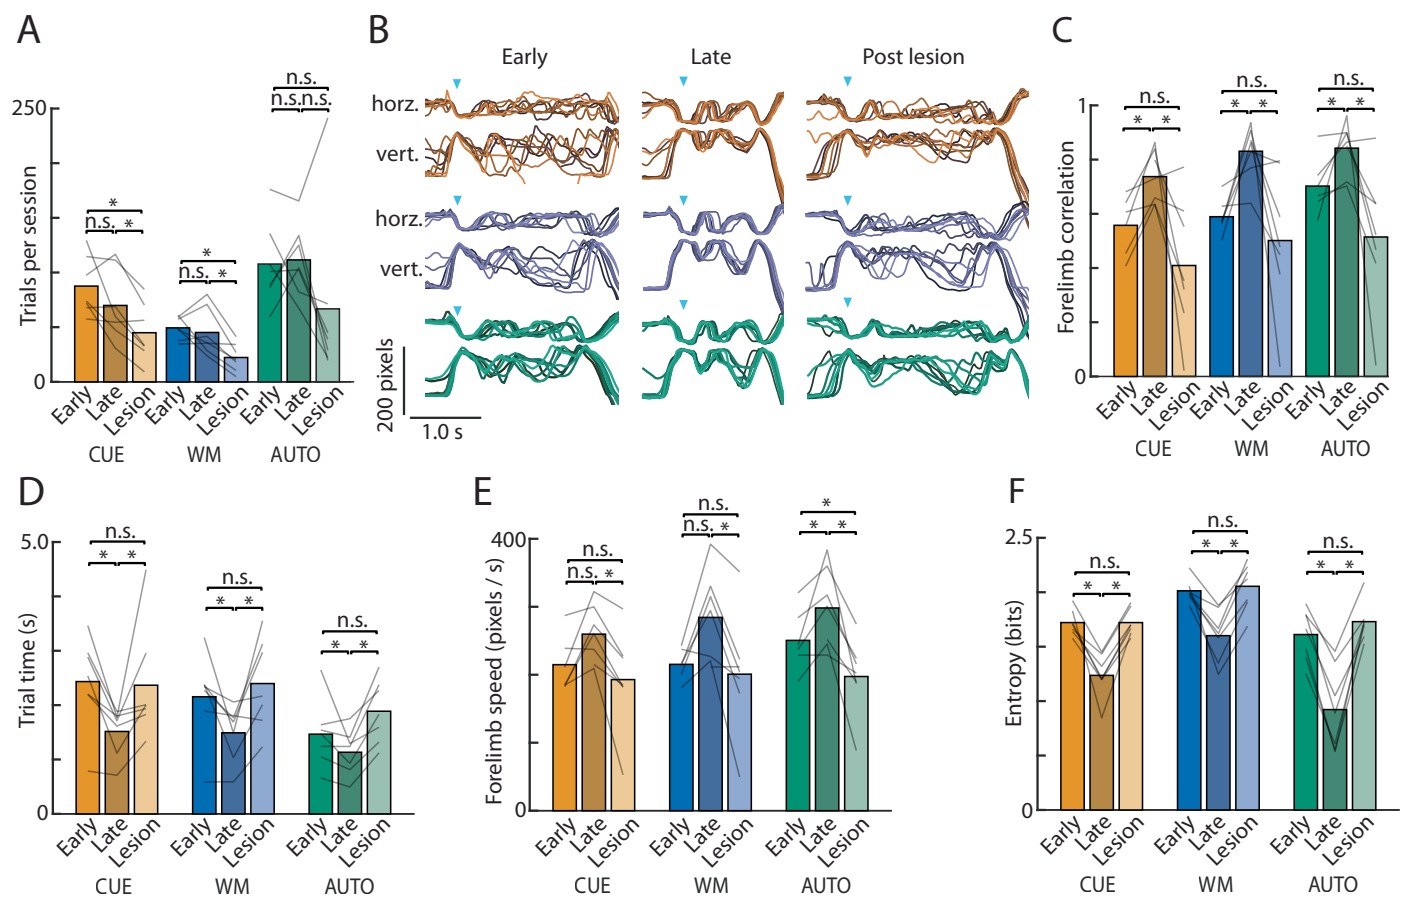 A
250
Trials per session
0
n.s.
n.s. n.s.
*
n.s. *
*
n.s. *
Early Late Lesion Early Late Lesion Early Late Lesion
CUE WM AUTO
B
Early Late Post lesion
horz.
vert.
horz.
vert.
200 pixels
1.0 s
C
1
Forelimb correlation
0
n.s.
* *
n.s.
* *
n.s.
* *
Early Late Lesion Early Late Lesion Early Late Lesion
CUE WM AUTO
D
5.0
Trial time (s)
0
n.s.
* *
n.s.
* *
n.s.
* *
Early Late Lesion Early Late Lesion Early Late Lesion
CUE WM AUTO
E
400
Forelimb speed (pixels / s)
0
n.s.
n.s. *
n.s.
n.s. *
*
* *
Early Late Lesion Early Late Lesion Early Late Lesion
CUE WM AUTO
F
2.5
Entropy (bits)
0
n.s.
* *
n.s.
* *
n.s.
* *
Early Late Lesion Early Late Lesion Early Late Lesion
CUE WM AUTO